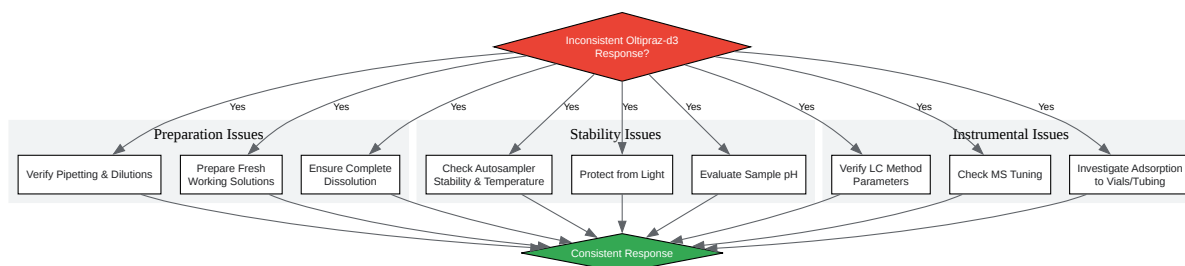 Inconsistent Oltipraz-d3
Response?
Yes Yes Yes Yes Yes Yes Yes Yes Yes
Preparation Issues
Stability Issues
Instrumental Issues
Verify Pipetting & Dilutions
Prepare Fresh
Working Solutions
Ensure Complete
Dissolution
Check Autosampler
Stability & Temperature
Protect from Light
Evaluate Sample pH
Verify LC Method
Parameters
Check MS Tuning
Investigate Adsorption
to Vials/Tubing
Consistent Response